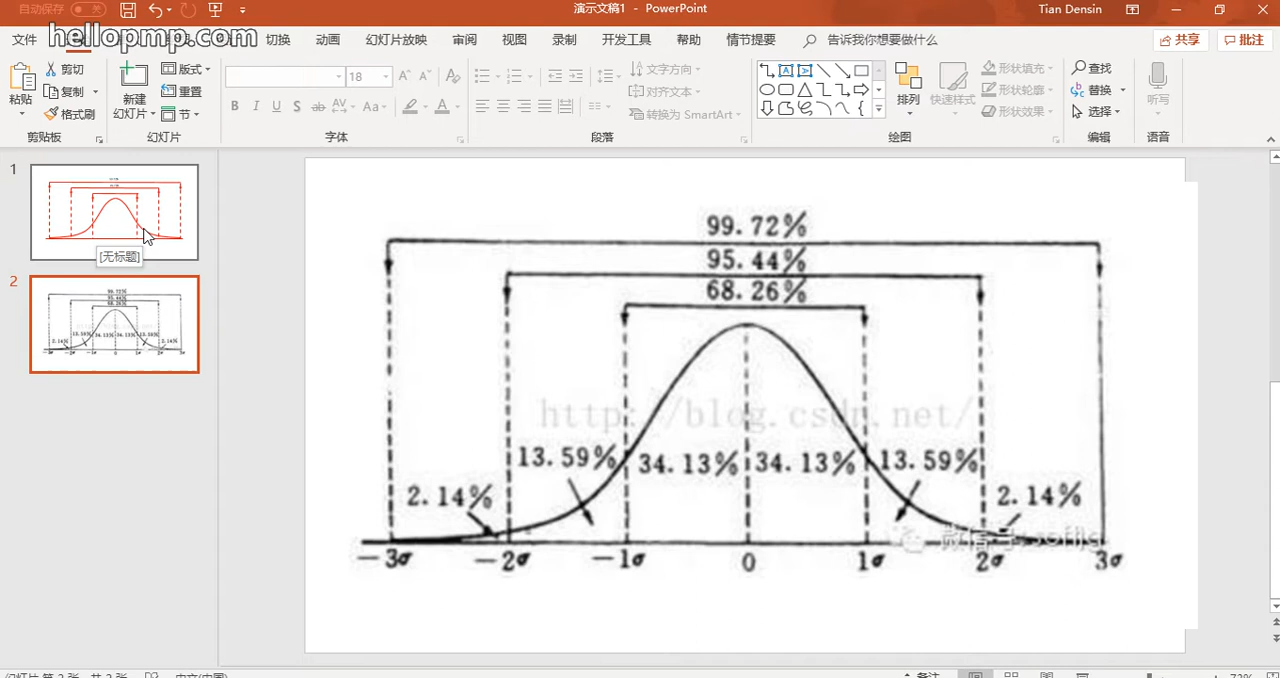 自动保存 关
演示文稿1 - PowerPoint
Tian Densin
文件
hellopmp.com
切换
动画
幻灯片放映
审阅
视图
录制
开发工具
帮助
情节提要
告诉我你想要做什么
共享
批注
粘贴
剪切
复制
格式刷
剪贴板
新建
幻灯片
版式
重置
节
幻灯片
18
B I U S ab AV Aa A
字体
文字方向
对齐文本
转换为 SmartArt
段落
排列
快速样式
形状填充
形状轮廓
形状效果
绘图
查找
替换
选择
编辑
听写
语音
1
[无标题]
2
99.72%
95.44%
68.26%
http://blog.csdn.net/
13.59%
34.13%
34.13%
13.59%
2.14%
2.14%
-3σ
-2σ
-1σ
0
1σ
2σ
3σ